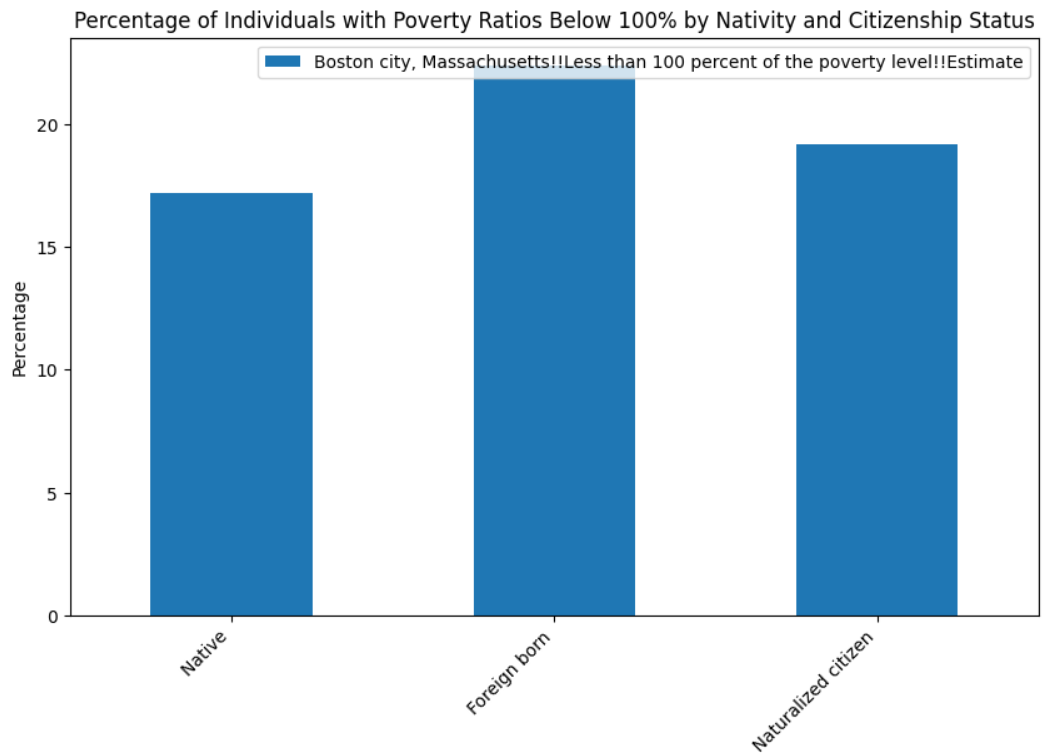 Percentage of Individuals with Poverty Ratios Below 100% by Nativity and Citizenship Status
Boston city, Massachusetts!!Less than 100 percent of the poverty level!!Estimate
Percentage
20
15
10
5
0
Native
Foreign born
Naturalized citizen